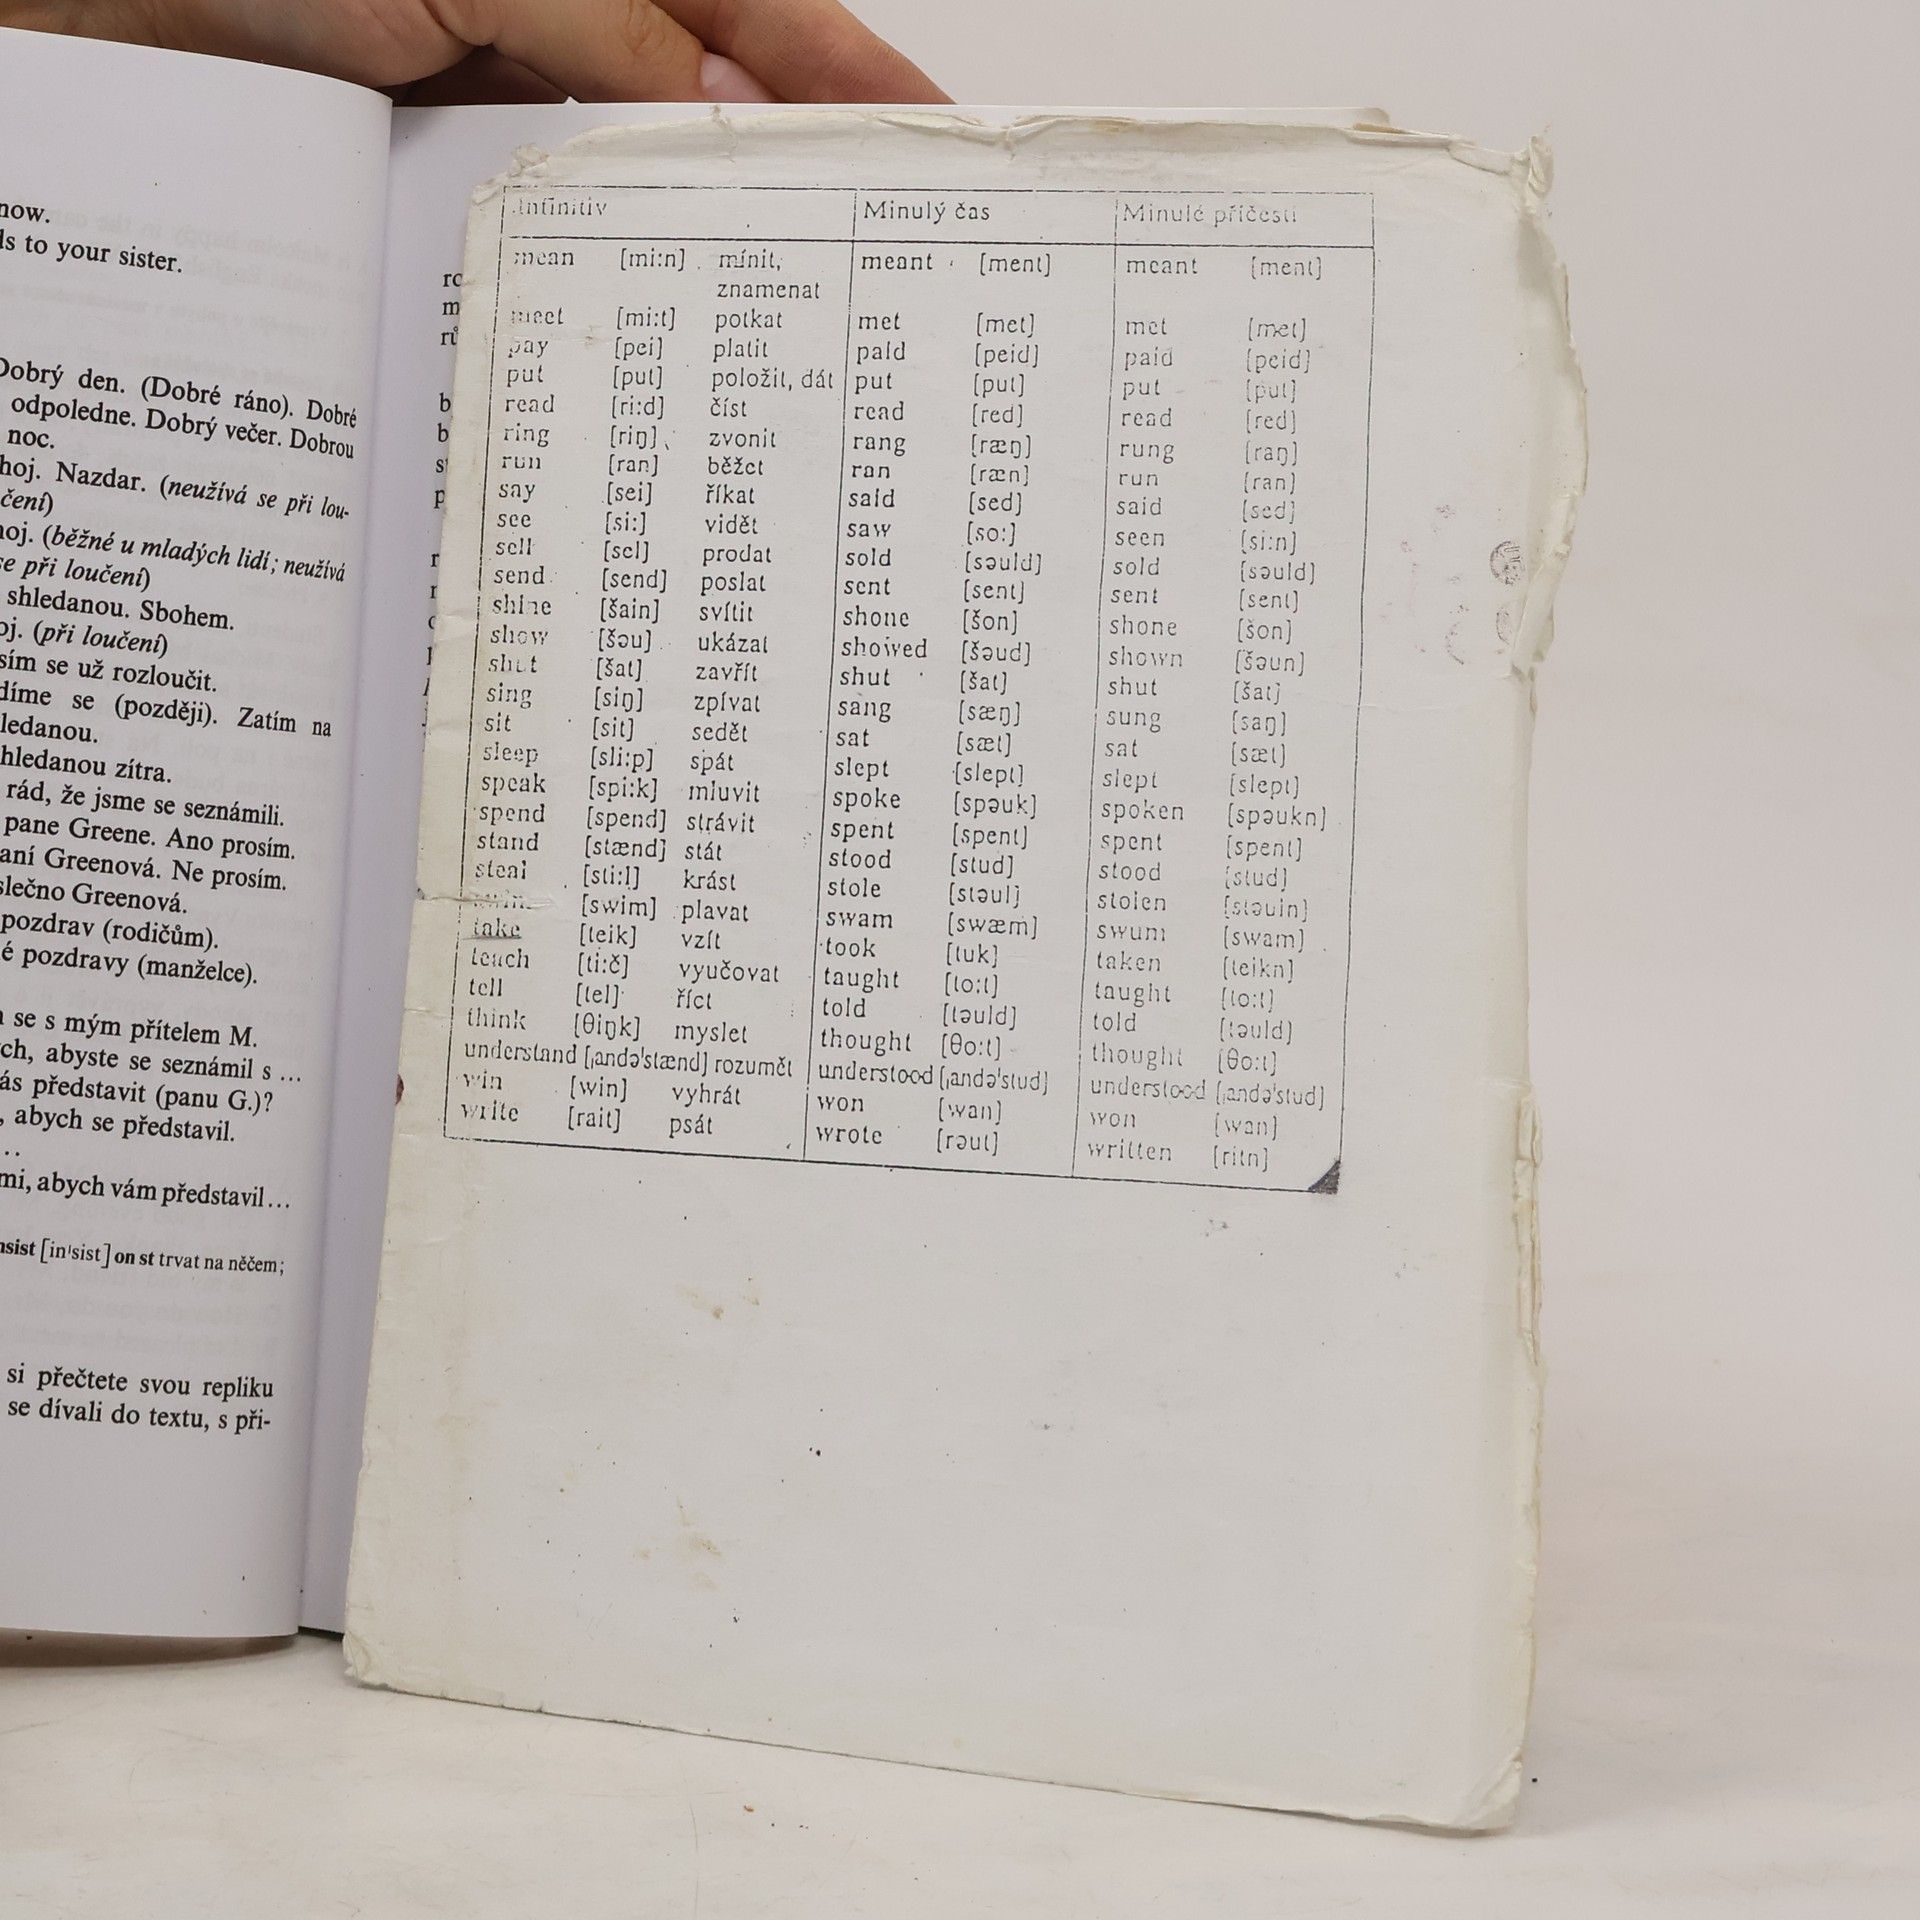 now.
ds to your sister.
Dobrý den. (Dobré ráno). Dobré
odpoledne. Dobrý večer. Dobrou
noc.
hoj. Nazdar. (neužívá se při lou-
čení)
hoj. (běžné u mladých lidí; neužívá
se při loučení)
shledanou. Sbohem.
oj. (při loučení)
sím se už rozloučit.
díme se (později). Zatím na
ledanou.
hledanou zítra.
rád, že jsme se seznámili.
pane Greene. Ano prosím.
aní Greenová. Ne prosím.
slečno Greenová.
pozdrav (rodičům).
é pozdravy (manželce).
se s mým přítelem M.
ch, abyste se seznámil s ...
ás představit (panu G.)?
, abych se představil.
..
mi, abych vám představil...
nsist [in'sist] on st trvat na něčem;
si přečtete svou repliku
se dívali do textu, s při-
Infinitiv Minulý čas Minulé příčestí
mean [mi:n] mínit, meant [ment] meant [ment]
znamenat
meet [mi:t] potkat met [met] met [met]
pay [pei] platit paid [peid] paid [peid]
put [put] položit, dát put [put] put [put]
read [ri:d] číst read [red] read [red]
ring [riŋ] zvonit rang [ræŋ] rung [raŋ]
run [ran] běžet ran [ræn] run [ran]
say [sei] říkat said [sed] said [sed]
see [si:] vidět saw [so:] seen [si:n]
sell [sel] prodat sold [səuld] sold [səuld]
send [send] poslat sent [sent] sent [sent]
shine [šain] svítit shone [šon] shone [šon]
show [šəu] ukázat showed [šəud] shown [šəun]
shut [šat] zavřít shut [šat] shut [šat]
sing [siŋ] zpívat sang [sæŋ] sung [saŋ]
sit [sit] sedět sat [sæt] sat [sæt]
sleep [sli:p] spát slept [slept] slept [slept]
speak [spi:k] mluvit spoke [spəuk] spoken [spəukn]
spend [spend] strávit spent [spent] spent [spent]
stand [stænd] stát stood [stud] stood [stud]
steal [sti:l] krást stole [stəul] stolen [stəuln]
swim [swim] plavat swam [swæm] swum [swam]
take [teik] vzít took [tuk] taken [teikn]
teach [ti:č] vyučovat taught [to:t] taught [to:t]
tell [tel] říct told [təuld] told [təuld]
think [θiŋk] myslet thought [θo:t] thought [θo:t]
understand [ˌandə'stænd] rozumět understood [ˌandə'stud] understood [ˌandə'stud]
win [win] vyhrát won [wan] won [wan]
write [rait] psát wrote [rəut] written [ritn]